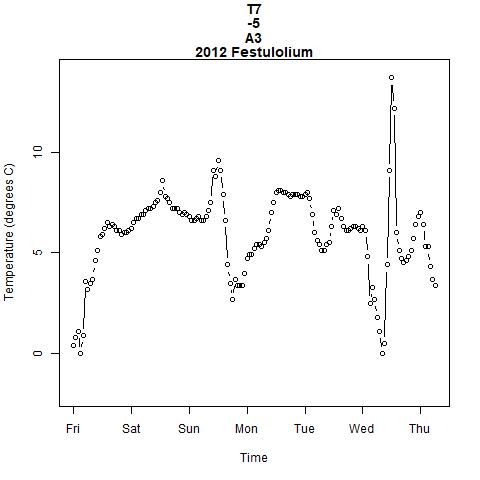 T7
-5
A3
2012 Festulolium
Temperature (degrees C)
10
5
0
Fri Sat Sun Mon Tue Wed Thu
Time